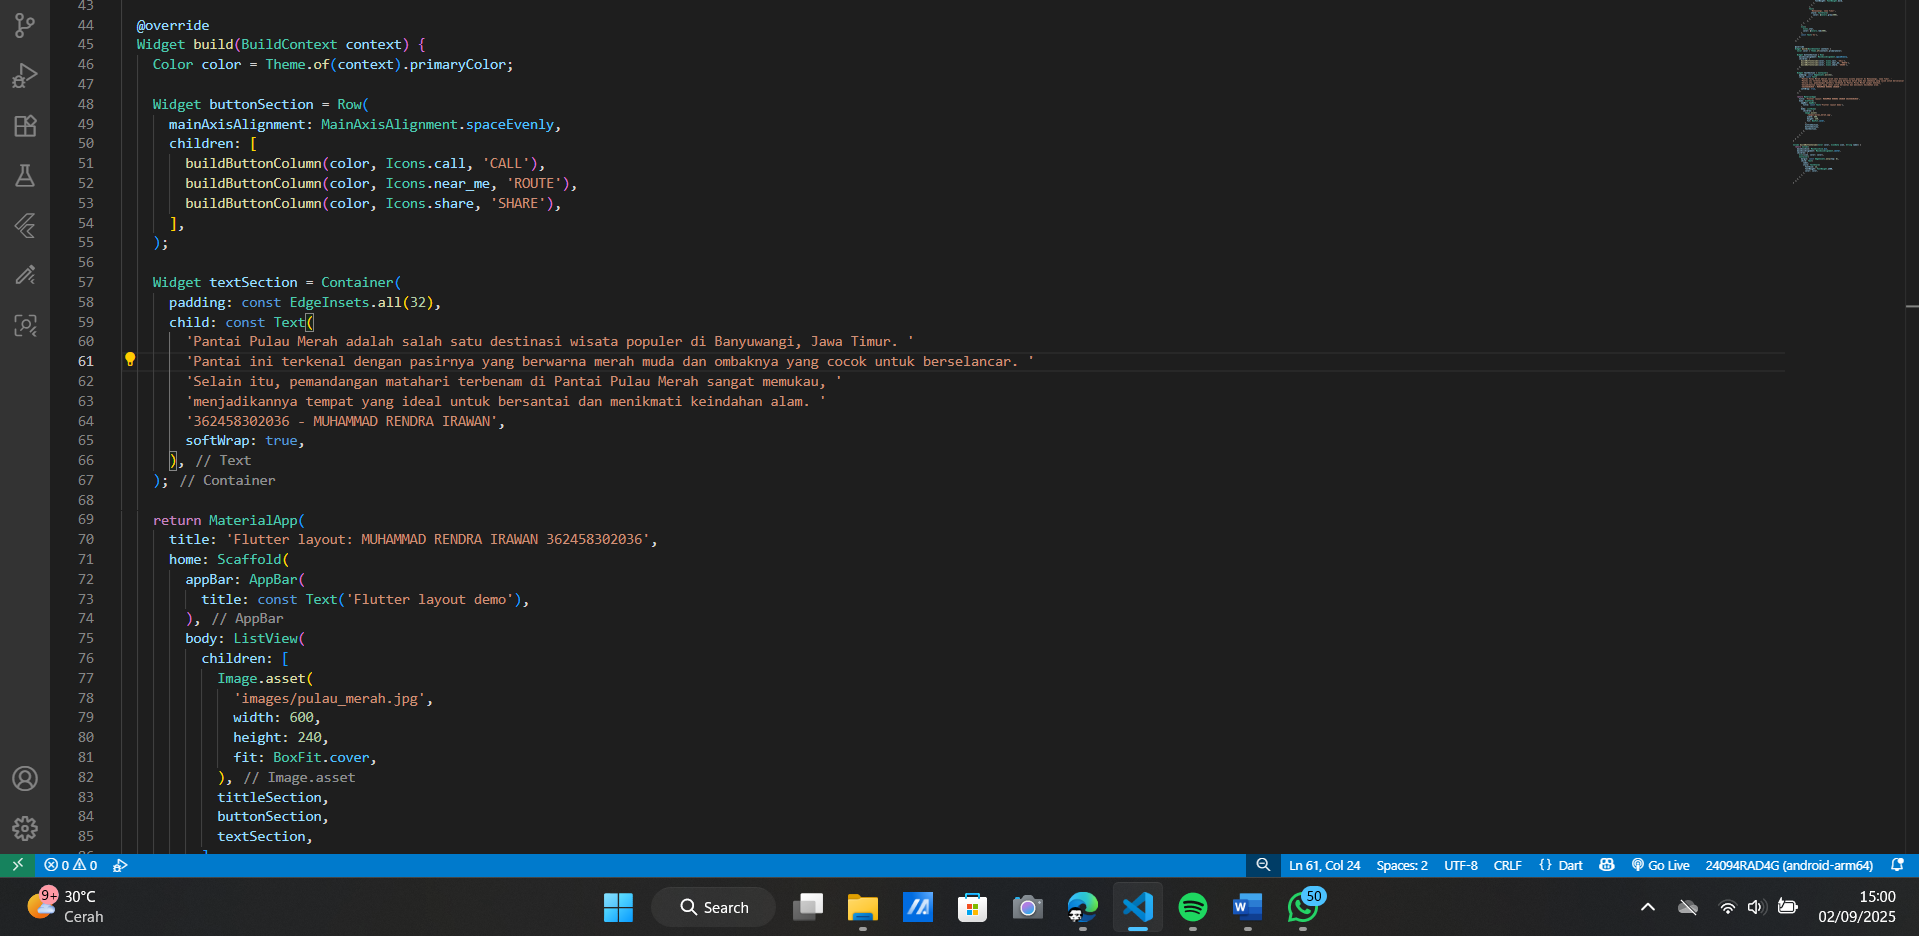 43
44 @override
45 Widget build(BuildContext context) {
46 Color color = Theme.of(context).primaryColor;
47
48 Widget buttonSection = Row(
49 mainAxisAlignment: MainAxisAlignment.spaceEvenly,
50 children: [
51 buildButtonColumn(color, Icons.call, 'CALL'),
52 buildButtonColumn(color, Icons.near_me, 'ROUTE'),
53 buildButtonColumn(color, Icons.share, 'SHARE'),
54 ],
55 );
56
57 Widget textSection = Container(
58 padding: const EdgeInsets.all(32),
59 child: const Text(
60 'Pantai Pulau Merah adalah salah satu destinasi wisata populer di Banyuwangi, Jawa Timur. '
61 'Pantai ini terkenal dengan pasirnya yang berwarna merah muda dan ombaknya yang cocok untuk berselancar. '
62 'Selain itu, pemandangan matahari terbenam di Pantai Pulau Merah sangat memukau, '
63 'menjadikannya tempat yang ideal untuk bersantai dan menikmati keindahan alam. '
64 '362458302036 - MUHAMMAD RENDRA IRAWAN',
65 softWrap: true,
66 ), // Text
67 ); // Container
68
69 return MaterialApp(
70 title: 'Flutter layout: MUHAMMAD RENDRA IRAWAN 362458302036',
71 home: Scaffold(
72 appBar: AppBar(
73 title: const Text('Flutter layout demo'),
74 ), // AppBar
75 body: ListView(
76 children: [
77 Image.asset(
78 'images/pulau_merah.jpg',
79 width: 600,
80 height: 240,
81 fit: BoxFit.cover,
82 ), // Image.asset
83 tittleSection,
84 buttonSection,
85 textSection,
0 0 Ln 61, Col 24 Spaces: 2 UTF-8 CRLF {} Dart Go Live 24094RAD4G (android-arm64)
9+ 30°C
Cerah
Search
50
15:00
02/09/2025